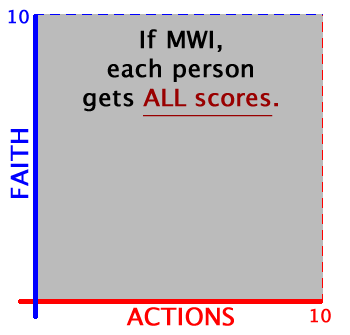 10
If MWI,
each person
gets ALL scores.
FAITH
ACTIONS
10